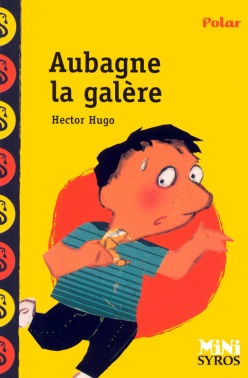 Polar
Aubagne
la galère
Hector Hugo
MiNi
SYROS